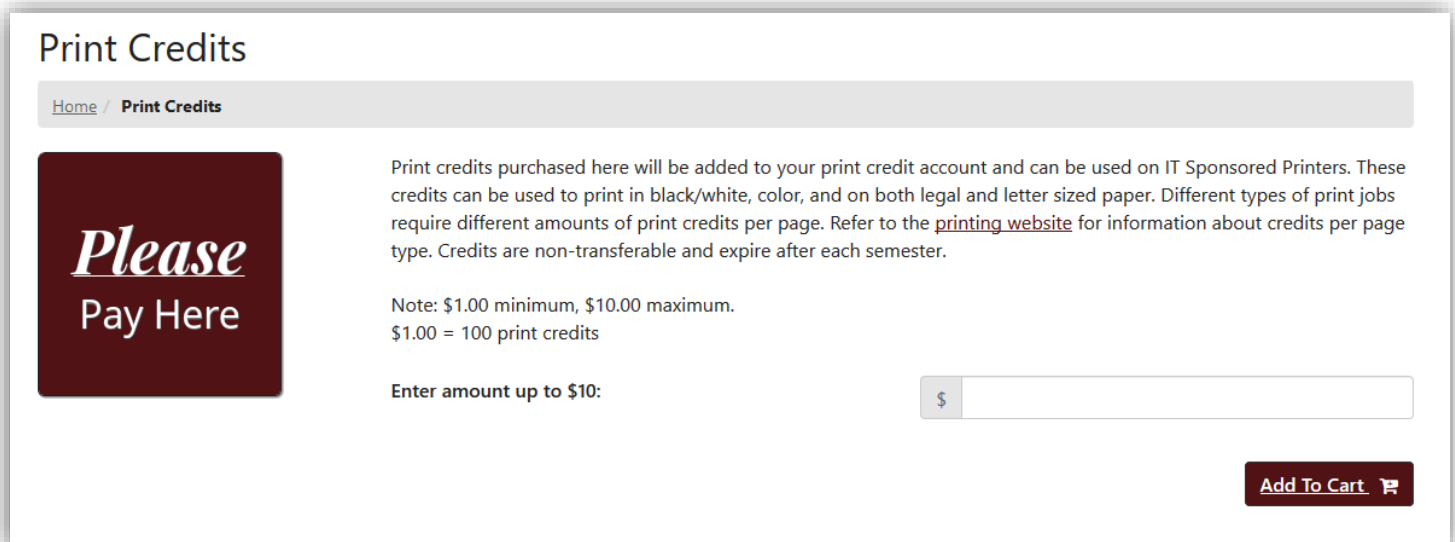 Print Credits
Home / Print Credits
Please
Pay Here
Print credits purchased here will be added to your print credit account and can be used on IT Sponsored Printers. These
credits can be used to print in black/white, color, and on both legal and letter sized paper. Different types of print jobs
require different amounts of print credits per page. Refer to the printing website for information about credits per page
type. Credits are non-transferable and expire after each semester.
Note: $1.00 minimum, $10.00 maximum.
$1.00 = 100 print credits
Enter amount up to $10:
$
Add To Cart